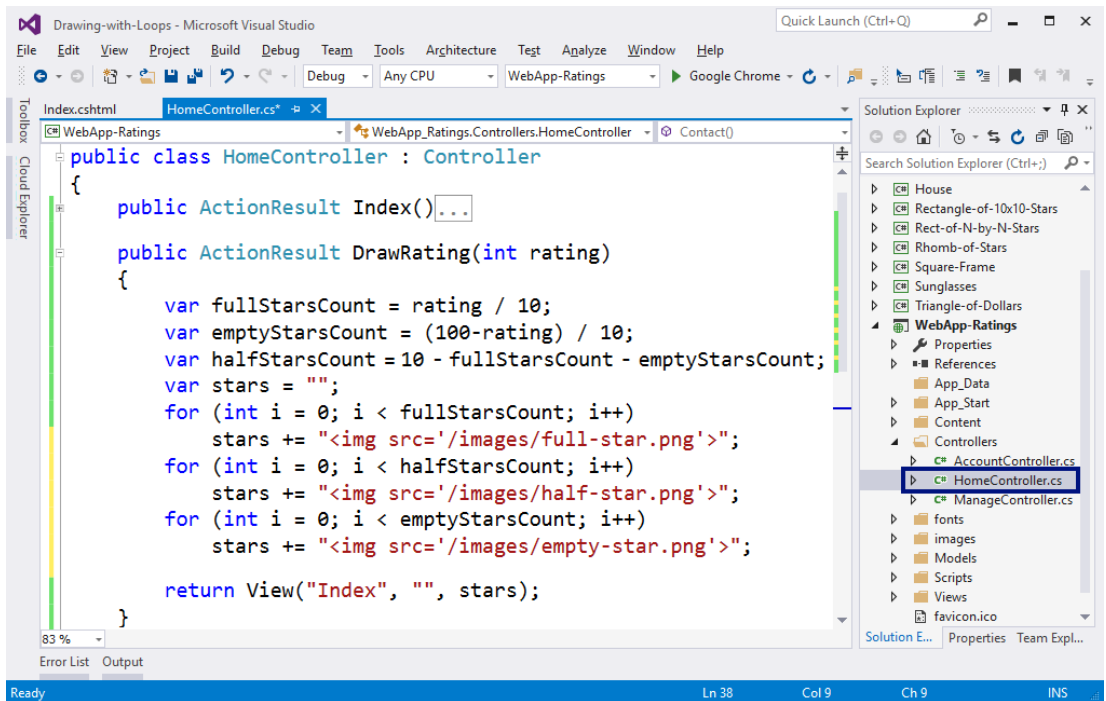 Drawing-with-Loops - Microsoft Visual Studio
Quick Launch (Ctrl+Q)
File Edit View Project Build Debug Team Tools Architecture Test Analyze Window Help
Debug Any CPU WebApp-Ratings Google Chrome
Toolbox
Cloud Explorer
Index.cshtml HomeController.cs*
WebApp-Ratings WebApp_Ratings.Controllers.HomeController Contact()
public class HomeController : Controller
{
public ActionResult Index()...
public ActionResult DrawRating(int rating)
{
var fullStarsCount = rating / 10;
var emptyStarsCount = (100-rating) / 10;
var halfStarsCount = 10 - fullStarsCount - emptyStarsCount;
var stars = "";
for (int i = 0; i < fullStarsCount; i++)
stars += "<img src='/images/full-star.png'>";
for (int i = 0; i < halfStarsCount; i++)
stars += "<img src='/images/half-star.png'>";
for (int i = 0; i < emptyStarsCount; i++)
stars += "<img src='/images/empty-star.png'>";
return View("Index", "", stars);
}
83 %
Error List Output
Solution Explorer
Search Solution Explorer (Ctrl+;)
C# House
C# Rectangle-of-10x10-Stars
C# Rect-of-N-by-N-Stars
C# Rhomb-of-Stars
C# Square-Frame
C# Sunglasses
C# Triangle-of-Dollars
WebApp-Ratings
Properties
References
App_Data
App_Start
Content
Controllers
C# AccountController.cs
C# HomeController.cs
C# ManageController.cs
fonts
images
Models
Scripts
Views
favicon.ico
Solution E... Properties Team Expl...
Ready Ln 38 Col 9 Ch 9 INS